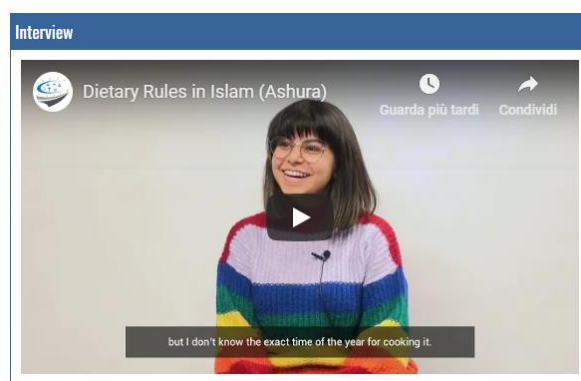 Interview
Dietary Rules in Islam (Ashura)
Guarda più tardi
Condividi
but I don't know the exact time of the year for cooking it.